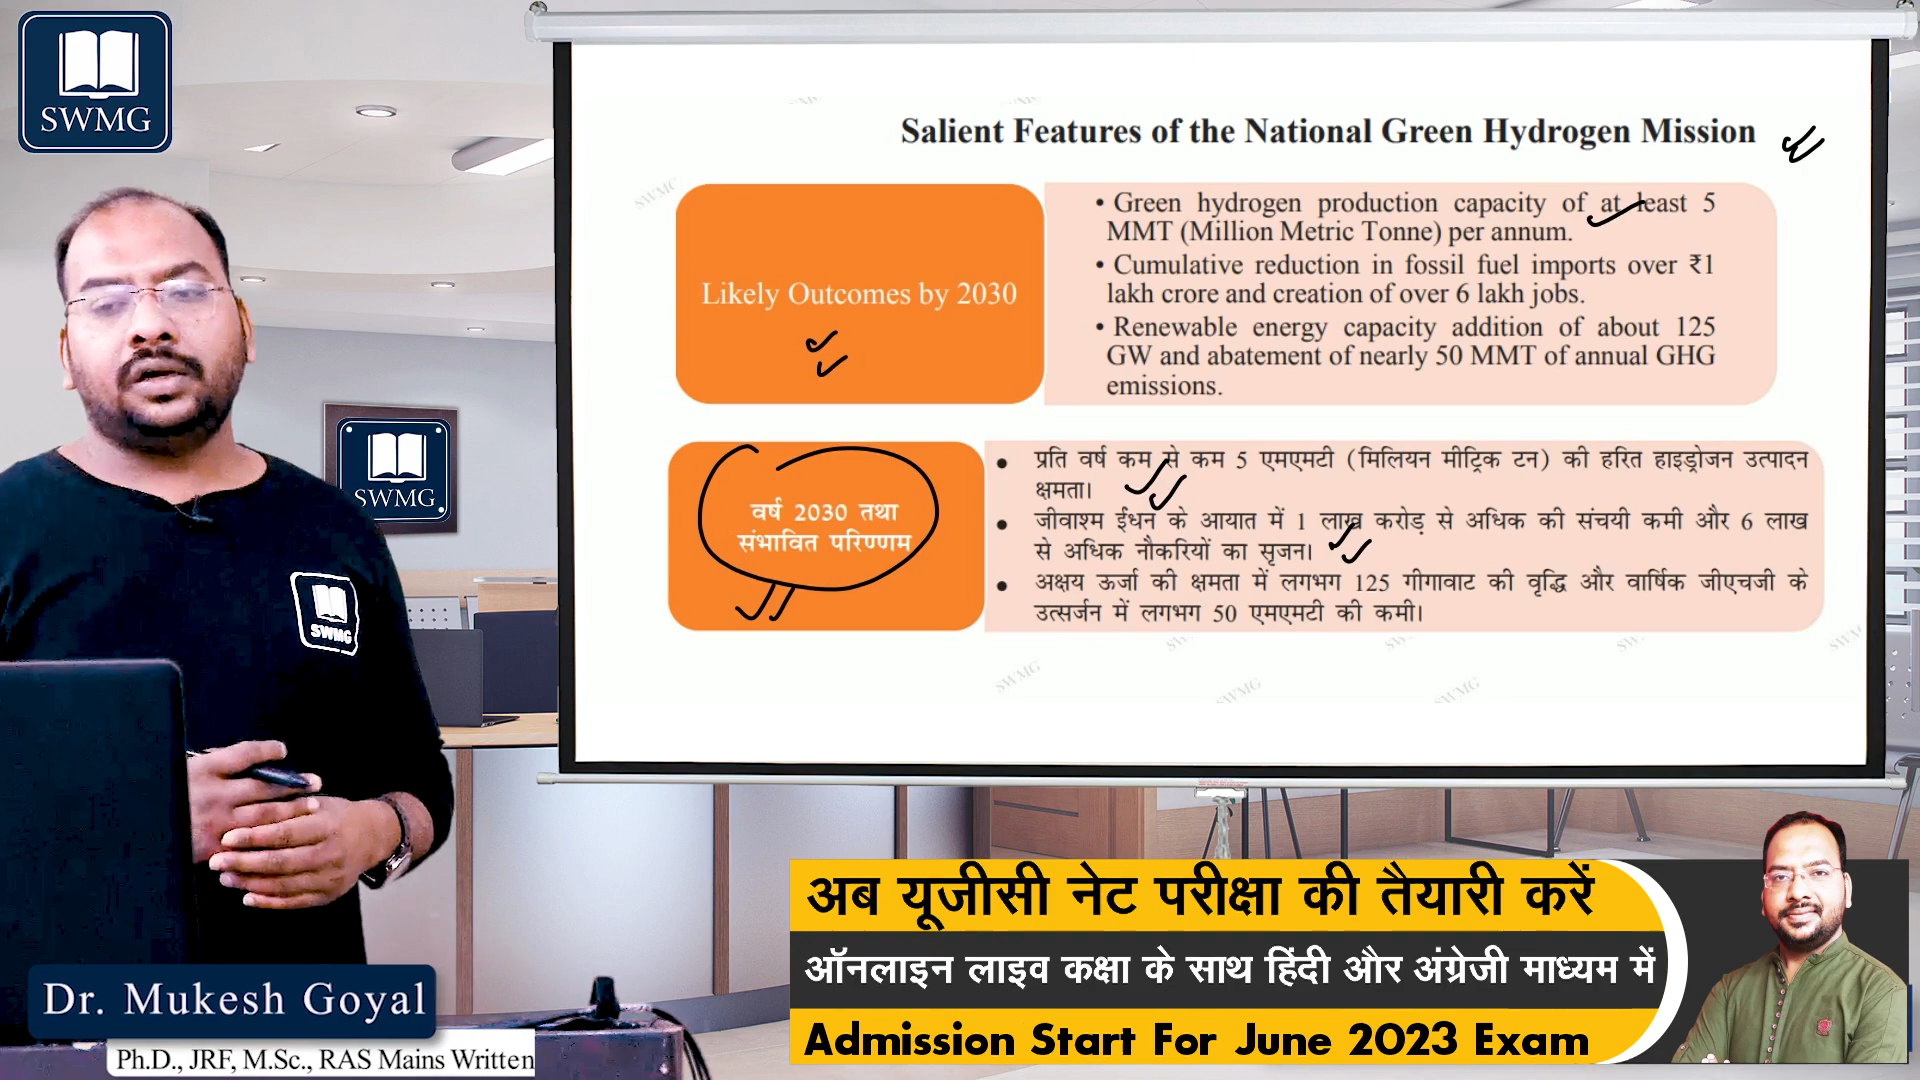 SWMG
Salient Features of the National Green Hydrogen Mission
Likely Outcomes by 2030
• Green hydrogen production capacity of at least 5
MMT (Million Metric Tonne) per annum.
• Cumulative reduction in fossil fuel imports over ₹1
lakh crore and creation of over 6 lakh jobs.
• Renewable energy capacity addition of about 125
GW and abatement of nearly 50 MMT of annual GHG
emissions.
वर्ष 2030 तथा
संभावित परिण्णम
• प्रति वर्ष कम से कम 5 एमएमटी (मिलियन मीट्रिक टन) की हरित हाइड्रोजन उत्पादन
क्षमता।
• जीवाश्म ईंधन के आयात में 1 लाख करोड़ से अधिक की संचयी कमी और 6 लाख
से अधिक नौकरियों का सृजन।
• अक्षय ऊर्जा की क्षमता में लगभग 125 गीगावाट की वृद्धि और वार्षिक जीएचजी के
उत्सर्जन में लगभग 50 एमएमटी की कमी।
SWMG
SWMG
SWMG
SWMG
SWMG
SWMG
Dr. Mukesh Goyal
Ph.D., JRF, M.Sc., RAS Mains Written
अब यूजीसी नेट परीक्षा की तैयारी करें
ऑनलाइन लाइव कक्षा के साथ हिंदी और अंग्रेजी माध्यम में
Admission Start For June 2023 Exam